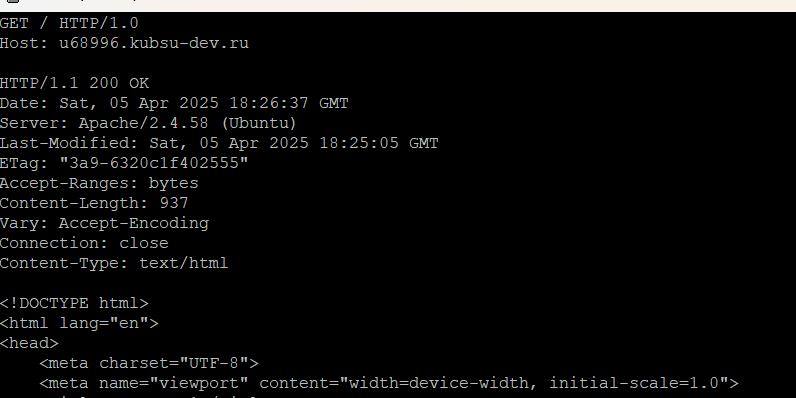 GET / HTTP/1.0
Host: u68996.kubsu-dev.ru
HTTP/1.1 200 OK
Date: Sat, 05 Apr 2025 18:26:37 GMT
Server: Apache/2.4.58 (Ubuntu)
Last-Modified: Sat, 05 Apr 2025 18:25:05 GMT
ETag: "3a9-6320c1f402555"
Accept-Ranges: bytes
Content-Length: 937
Vary: Accept-Encoding
Connection: close
Content-Type: text/html
<!DOCTYPE html>
<html lang="en">
<head>
    <meta charset="UTF-8">
    <meta name="viewport" content="width=device-width, initial-scale=1.0">